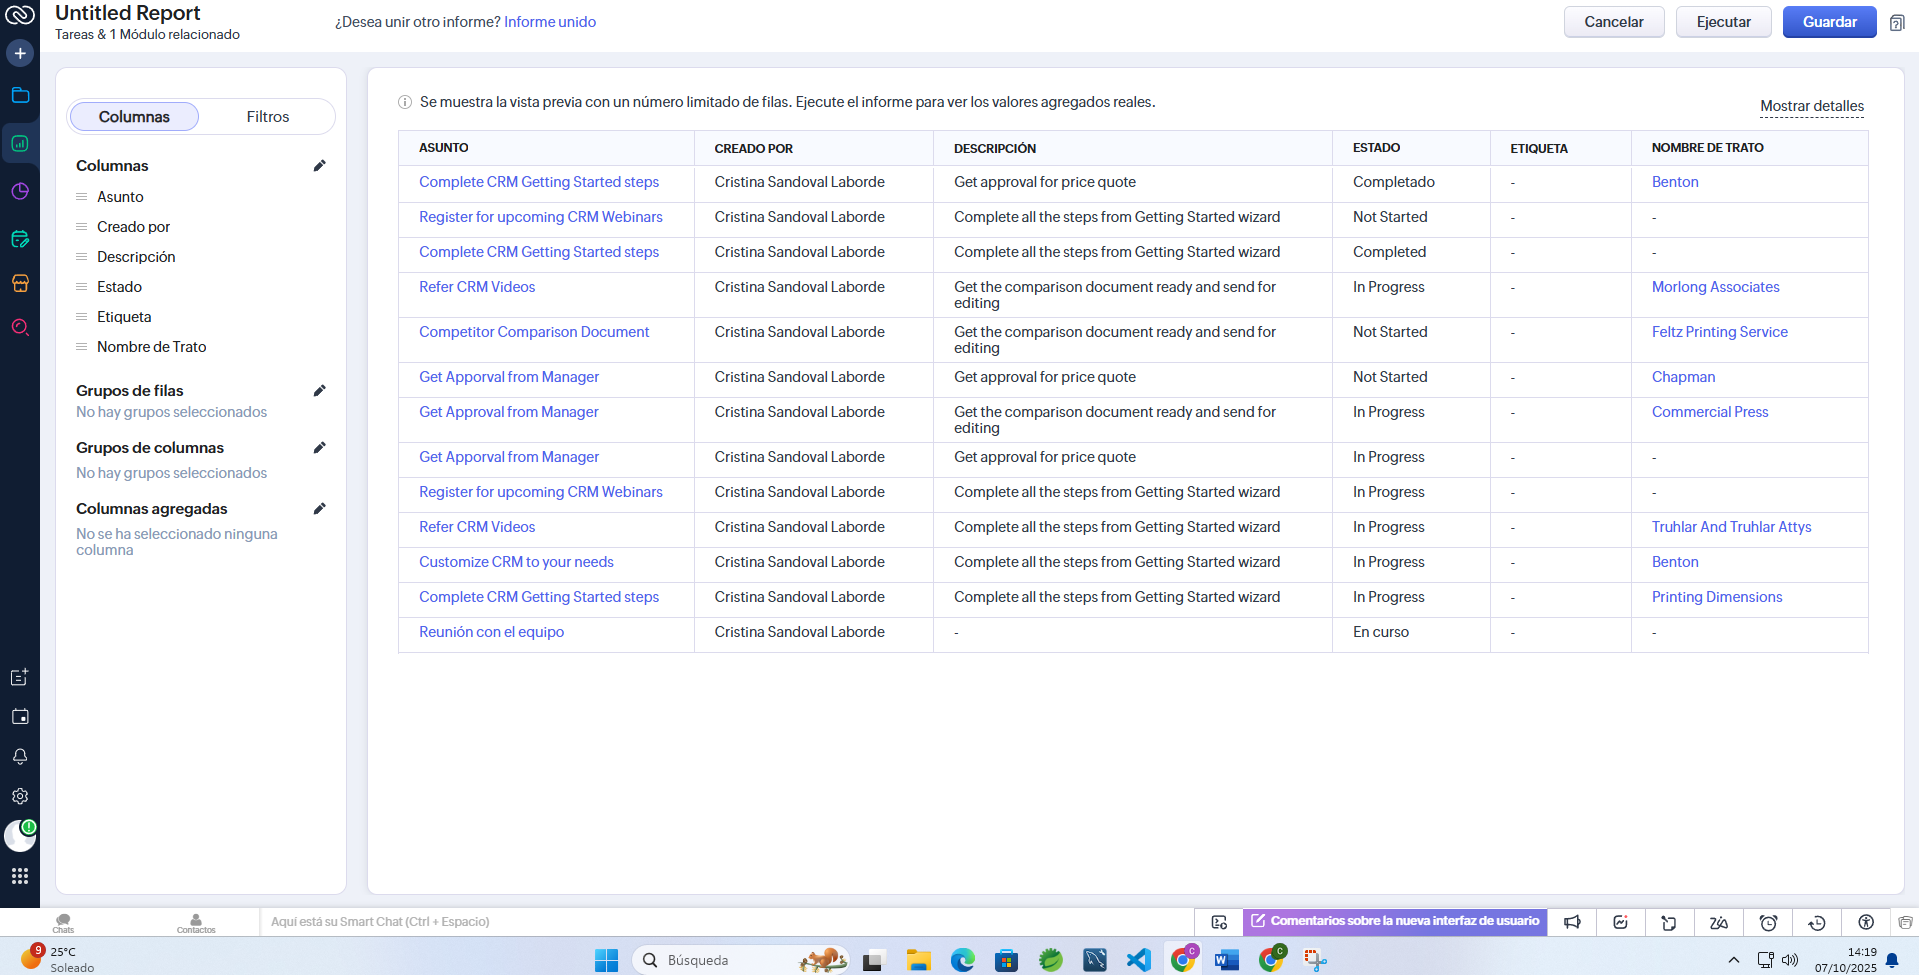 Untitled Report
Tareas & 1 Módulo relacionado
¿Desea unir otro informe? Informe unido
Cancelar
Ejecutar
Guardar
Columnas
Filtros
Columnas
Asunto
Creado por
Descripción
Estado
Etiqueta
Nombre de Trato
Grupos de filas
No hay grupos seleccionados
Grupos de columnas
No hay grupos seleccionados
Columnas agregadas
No se ha seleccionado ninguna
columna
Se muestra la vista previa con un número limitado de filas. Ejecute el informe para ver los valores agregados reales.
Mostrar detalles
ASUNTO CREADO POR DESCRIPCIÓN ESTADO ETIQUETA NOMBRE DE TRATO
Complete CRM Getting Started steps Cristina Sandoval Laborde Get approval for price quote Completado - Benton
Register for upcoming CRM Webinars Cristina Sandoval Laborde Complete all the steps from Getting Started wizard Not Started - -
Complete CRM Getting Started steps Cristina Sandoval Laborde Complete all the steps from Getting Started wizard Completed - -
Refer CRM Videos Cristina Sandoval Laborde Get the comparison document ready and send for In Progress - Morlong Associates
editing
Competitor Comparison Document Cristina Sandoval Laborde Get the comparison document ready and send for Not Started - Feltz Printing Service
editing
Get Apporval from Manager Cristina Sandoval Laborde Get approval for price quote Not Started - Chapman
Get Approval from Manager Cristina Sandoval Laborde Get the comparison document ready and send for In Progress - Commercial Press
editing
Get Apporval from Manager Cristina Sandoval Laborde Get approval for price quote In Progress - -
Register for upcoming CRM Webinars Cristina Sandoval Laborde Complete all the steps from Getting Started wizard In Progress - -
Refer CRM Videos Cristina Sandoval Laborde Complete all the steps from Getting Started wizard In Progress - Truhlar And Truhlar Attys
Customize CRM to your needs Cristina Sandoval Laborde Complete all the steps from Getting Started wizard In Progress - Benton
Complete CRM Getting Started steps Cristina Sandoval Laborde Complete all the steps from Getting Started wizard In Progress - Printing Dimensions
Reunión con el equipo Cristina Sandoval Laborde - En curso - -
Chats
Contactos
Aquí está su Smart Chat (Ctrl + Espacio)
Comentarios sobre la nueva interfaz de usuario
9
25°C
Soleado
Búsqueda
C
C
14:19
07/10/2025